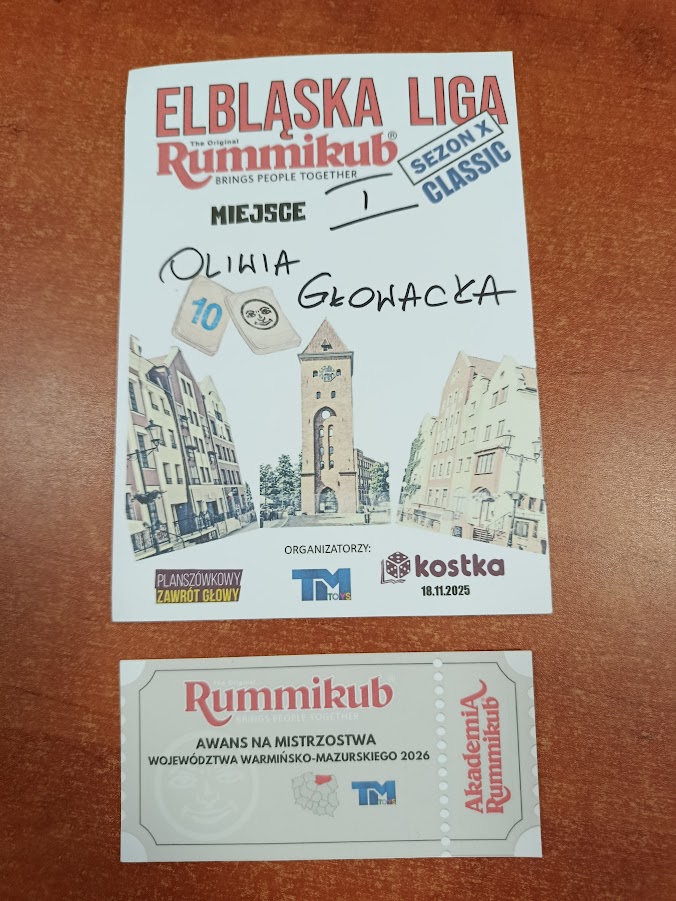 ELBLĄSKA LIGA
The Original
Rummikub®
BRINGS PEOPLE TOGETHER
SEZON X
CLASSIC
MIEJSCE I
OLIWIA
GŁOWACKA
10
ORGANIZATORZY:
PLANSZÓWKOWY
ZAWRÓT GŁOWY
TM
TOYS
kostka
18.11.2025
The Original
Rummikub
BRINGS PEOPLE TOGETHER
AWANS NA MISTRZOSTWA
WOJEWÓDZTWA WARMIŃSKO-MAZURSKIEGO 2026
TM
TOYS
AkademiA
Rummikub